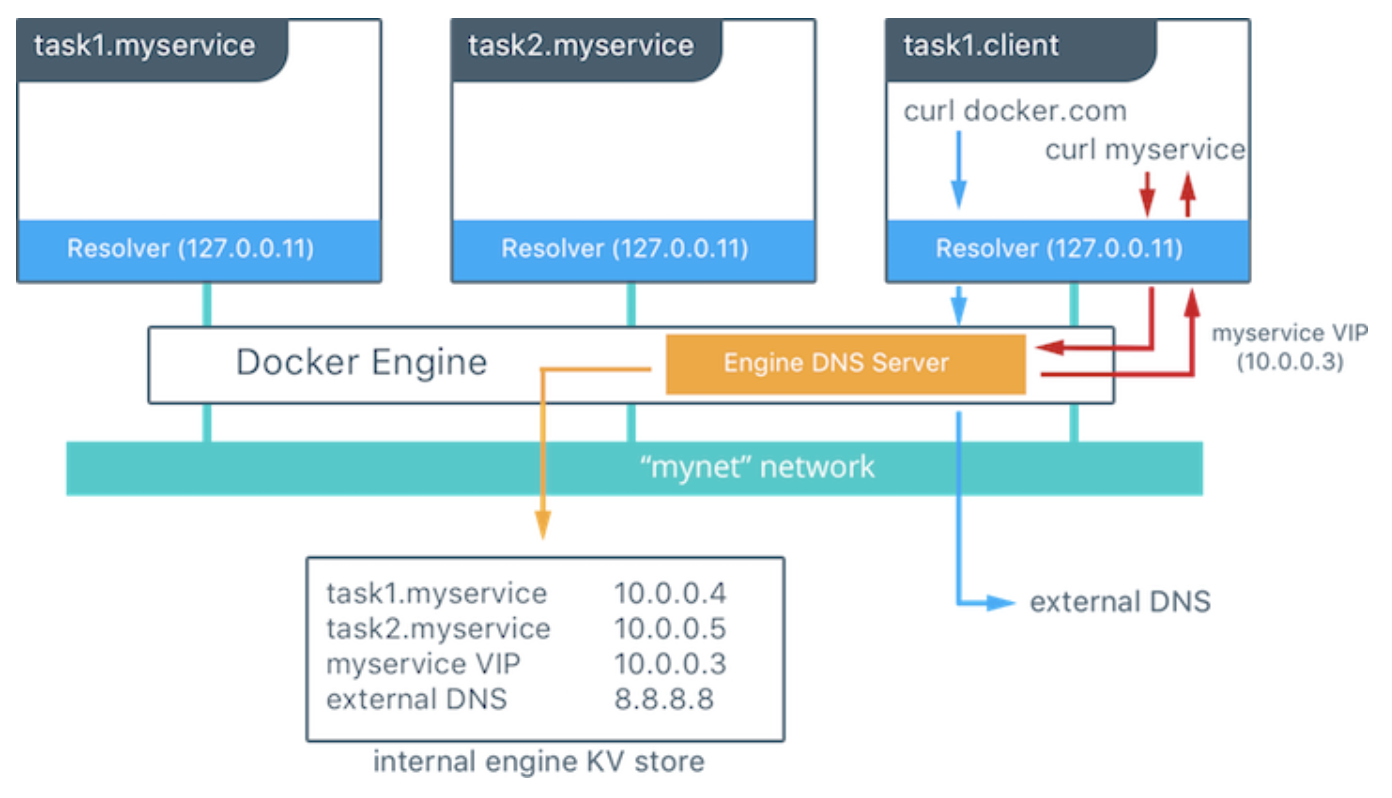 task1.myservice
task2.myservice
task1.client
curl docker.com
curl myservice
Resolver (127.0.0.11)
Resolver (127.0.0.11)
Resolver (127.0.0.11)
myservice VIP
(10.0.0.3)
Docker Engine
Engine DNS Server
“mynet” network
task1.myservice 10.0.0.4
task2.myservice 10.0.0.5
myservice VIP 10.0.0.3
external DNS 8.8.8.8
external DNS
internal engine KV store